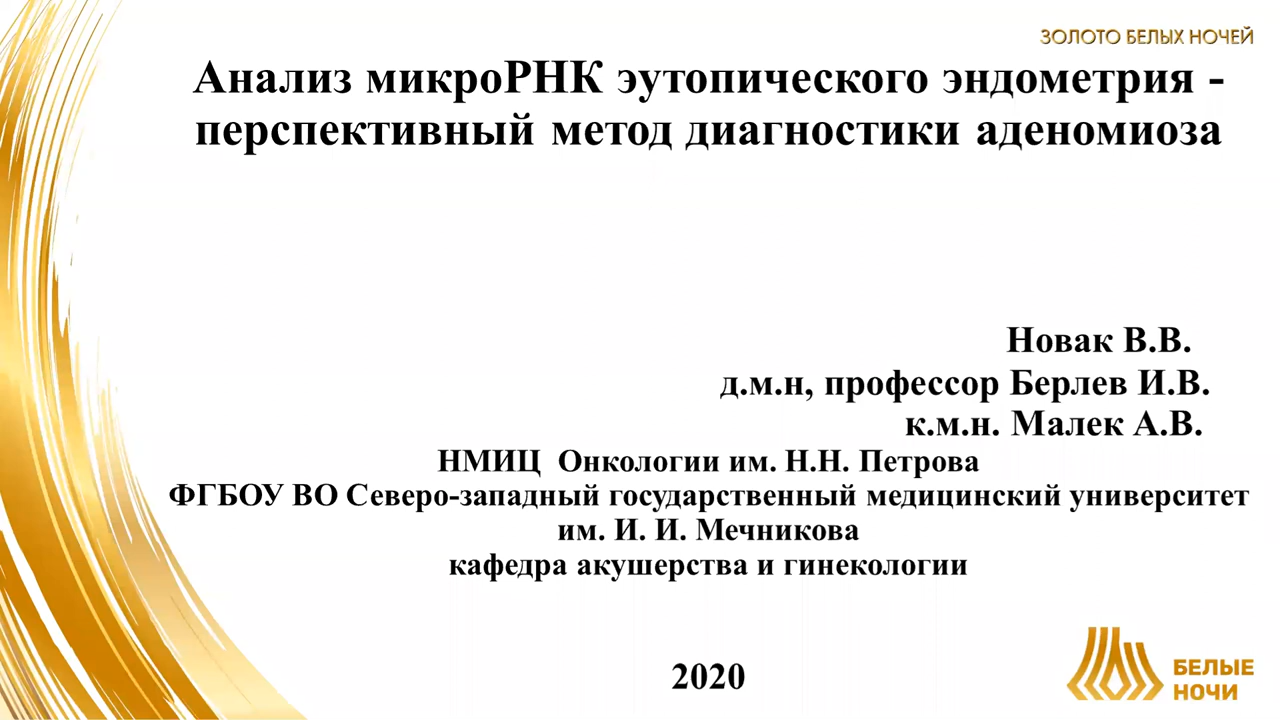 ЗОЛОТО БЕЛЫХ НОЧЕЙ
Анализ микроРНК эутопического эндометрия -
перспективный метод диагностики аденомиоза
Новак В.В.
д.м.н, профессор Берлев И.В.
к.м.н. Малек А.В.
НМИЦ Онкологии им. Н.Н. Петрова
ФГБОУ ВО Северо-западный государственный медицинский университет
им. И. И. Мечникова
кафедра акушерства и гинекологии
2020
БЕЛЫЕ
НОЧИ